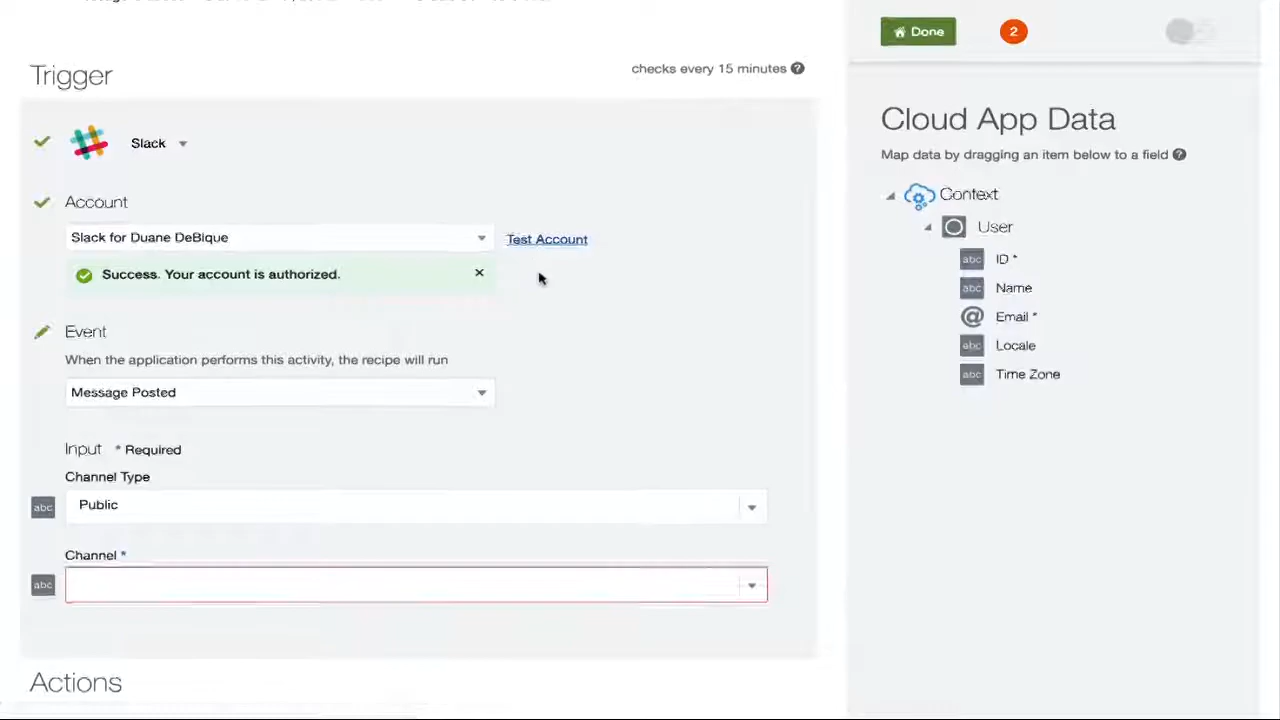 Done
2
Trigger
checks every 15 minutes ?
Slack
Account
Slack for Duane DeBique
Test Account
Success. Your account is authorized.
×
Event
When the application performs this activity, the recipe will run
Message Posted
Input * Required
Channel Type
abc
Public
Channel *
abc
Actions
Cloud App Data
Map data by dragging an item below to a field ?
Context
User
abc ID *
abc Name
@ Email *
abc Locale
abc Time Zone